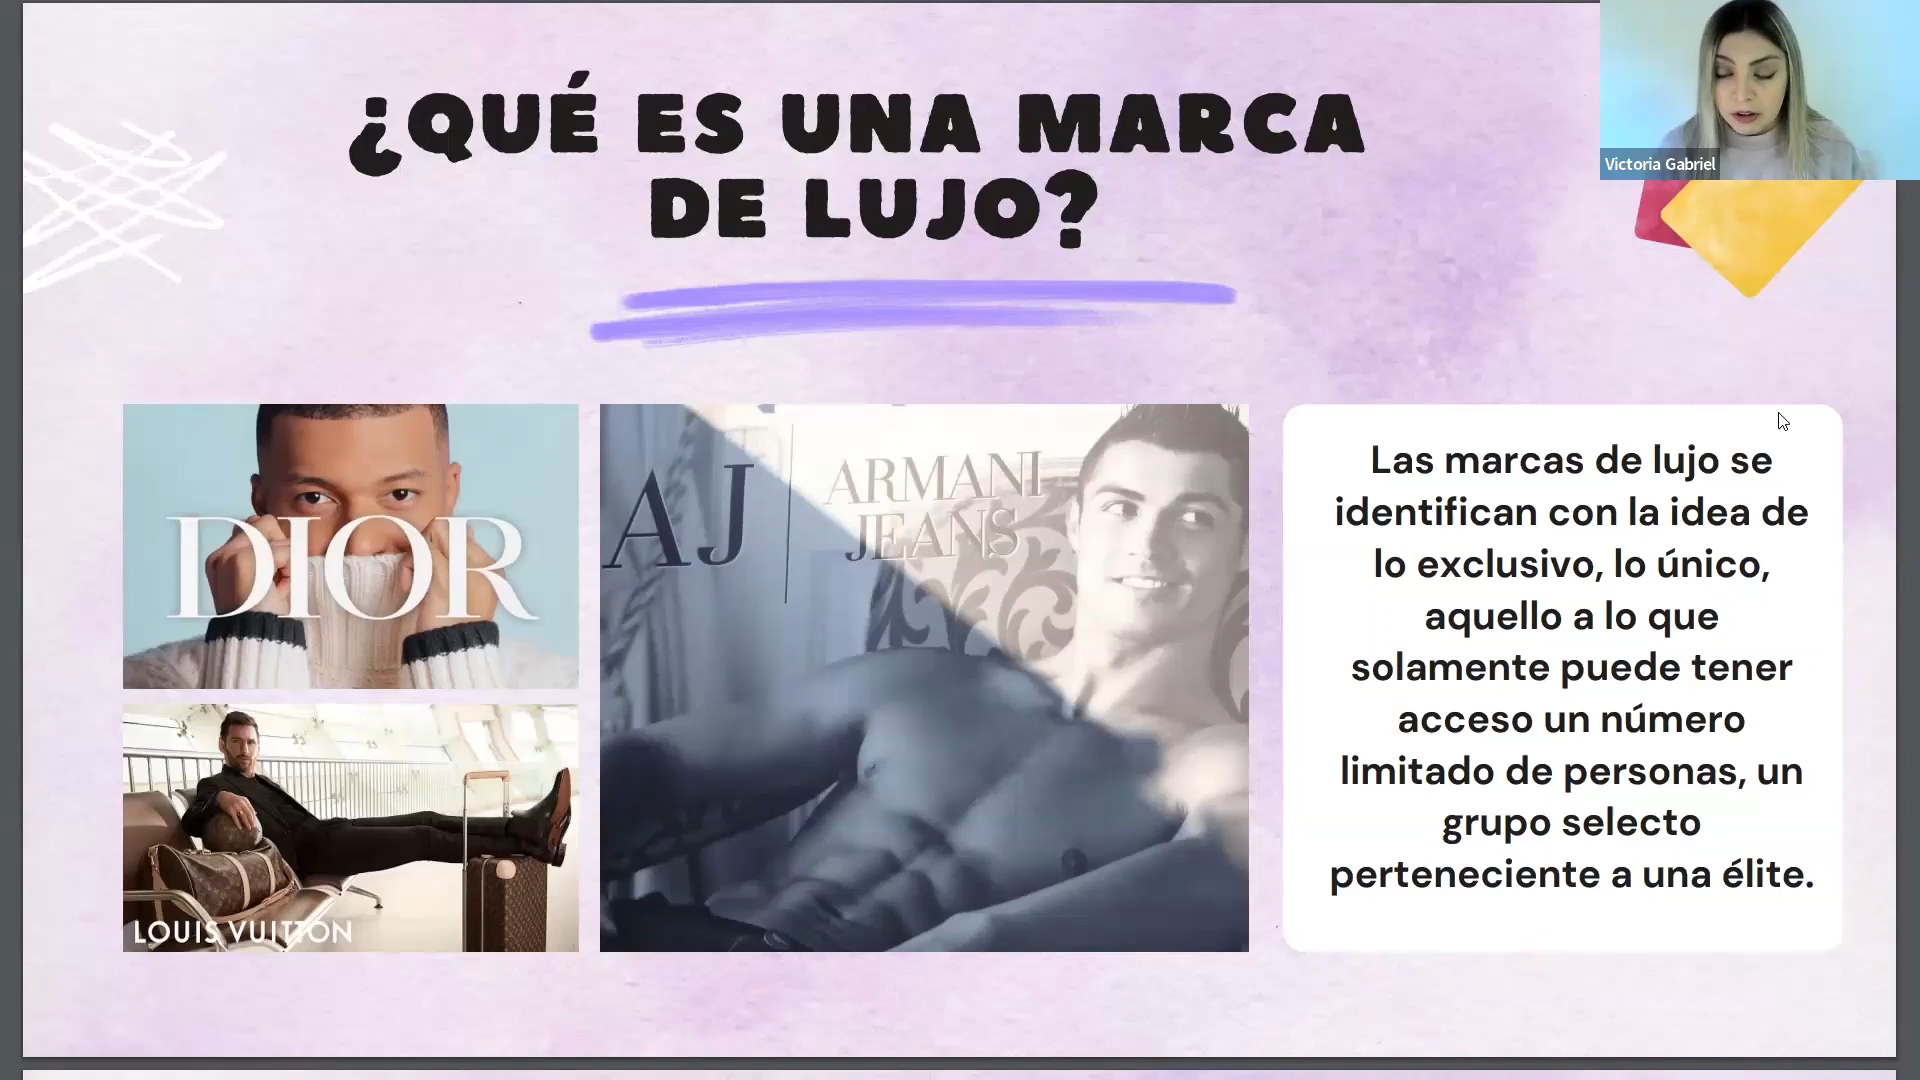 ¿QUÉ ES UNA MARCA
DE LUJO?
Victoria Gabriel
DIOR
LOUIS VUITTON
AJ
ARMANI
JEANS
Las marcas de lujo se
identifican con la idea de
lo exclusivo, lo único,
aquello a lo que
solamente puede tener
acceso un número
limitado de personas, un
grupo selecto
perteneciente a una élite.